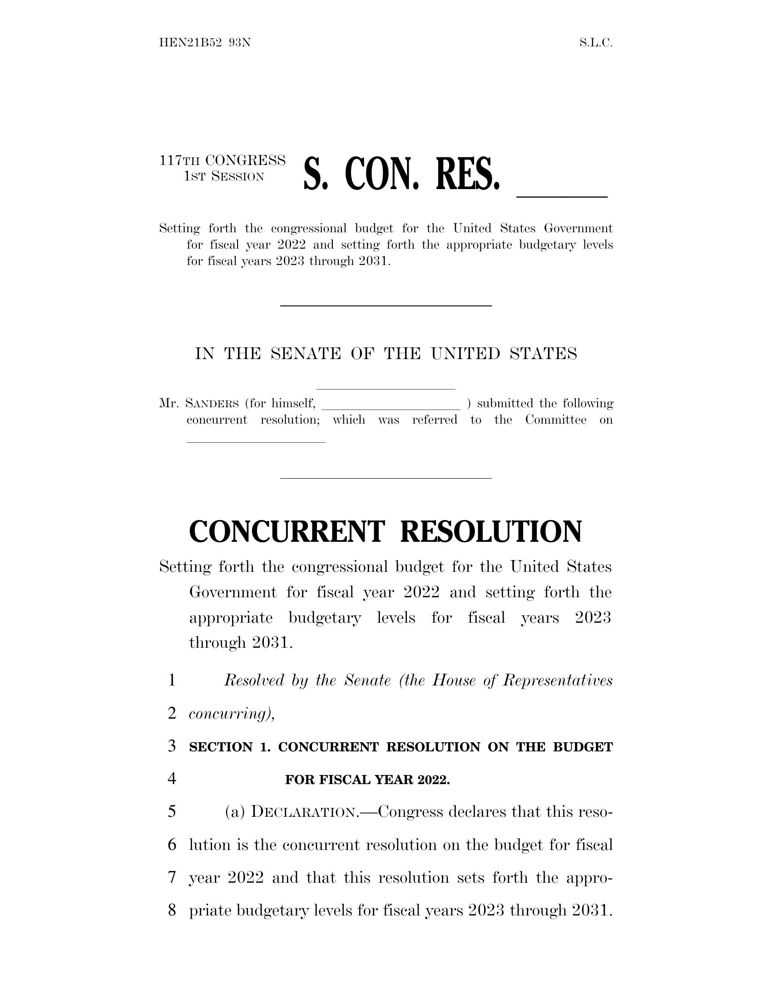 HEN21B52 93N S.L.C.
117TH CONGRESS
1ST SESSION
S. CON. RES. ________
Setting forth the congressional budget for the United States Government
for fiscal year 2022 and setting forth the appropriate budgetary levels
for fiscal years 2023 through 2031.
IN THE SENATE OF THE UNITED STATES
Mr. SANDERS (for himself, ____________________ ) submitted the following
concurrent resolution; which was referred to the Committee on
____________________
CONCURRENT RESOLUTION
Setting forth the congressional budget for the United States
Government for fiscal year 2022 and setting forth the
appropriate budgetary levels for fiscal years 2023
through 2031.
1 Resolved by the Senate (the House of Representatives
2 concurring),
3 SECTION 1. CONCURRENT RESOLUTION ON THE BUDGET
4 FOR FISCAL YEAR 2022.
5 (a) DECLARATION.—Congress declares that this reso-
6 lution is the concurrent resolution on the budget for fiscal
7 year 2022 and that this resolution sets forth the appro-
8 priate budgetary levels for fiscal years 2023 through 2031.